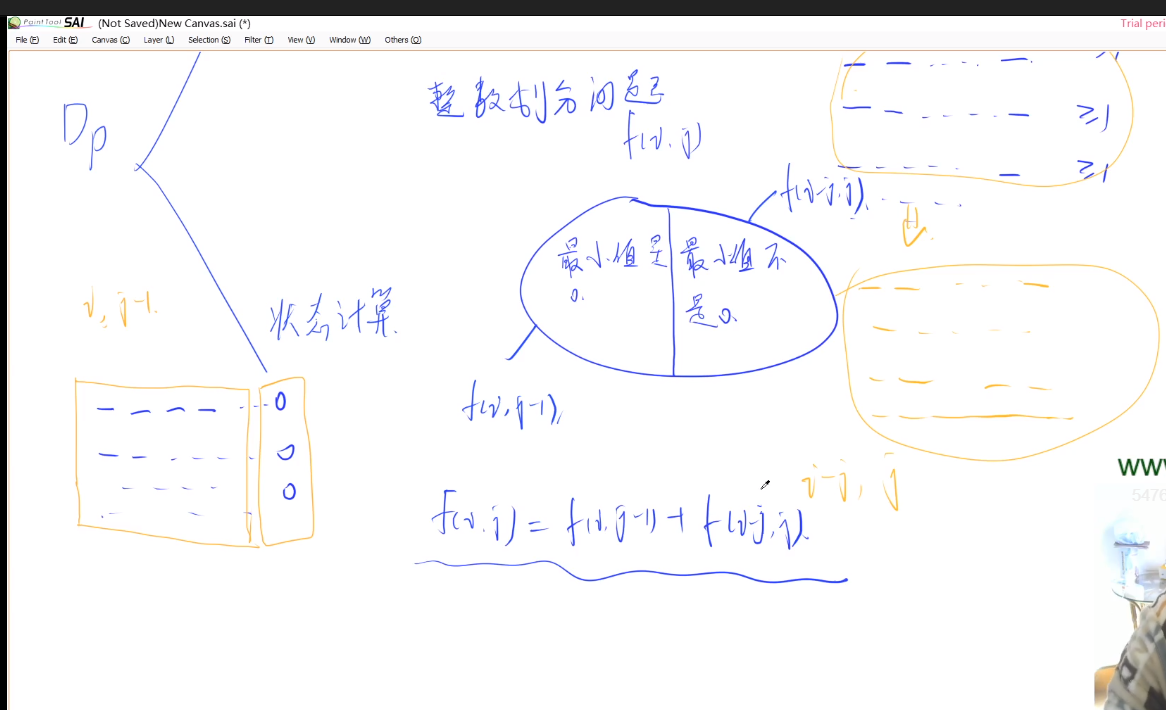 PaintTool SAI (Not Saved)New Canvas.sai (*)
Trial peri
File (F) Edit (E) Canvas (C) Layer (L) Selection (S) Filter (T) View (V) Window (W) Others (O)
Dp
整数划分问题
f(i, j)
≥1
≥1
f(i-j, j)
最小值是
0.
最小值不
是0.
i, j-1.
状态计算.
0
0
0
f(i, j-1),
i-j, j
f(i, j) = f(i, j-1) + f(i-j, j).
WWW
5476